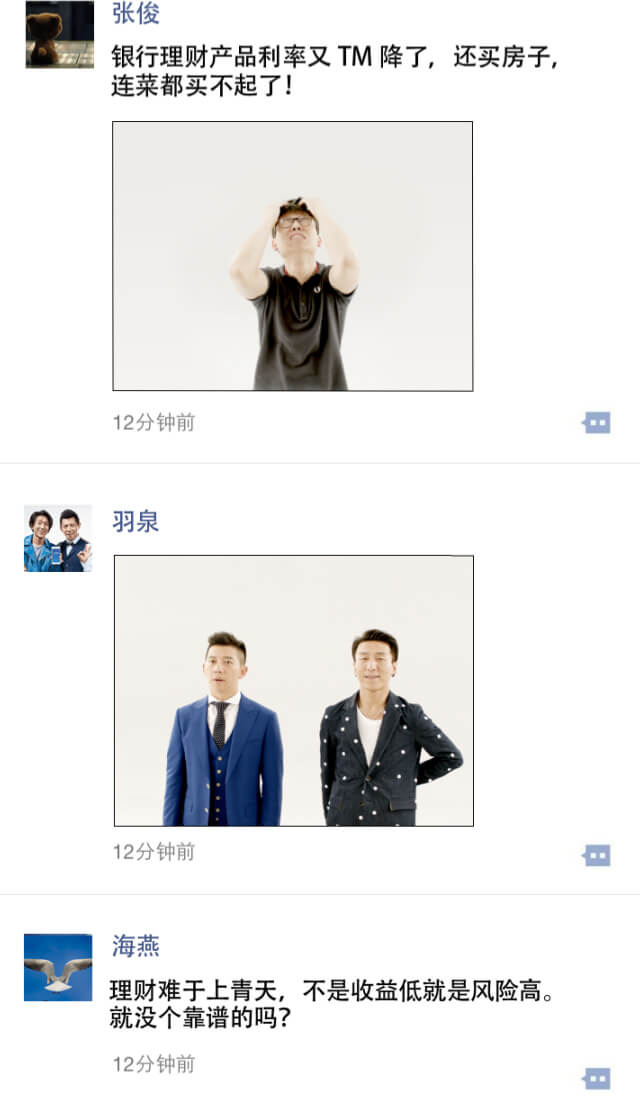 张俊
银行理财产品利率又 TM 降了，还买房子，
连菜都买不起了！
12分钟前
羽泉
12分钟前
海燕
理财难于上青天，不是收益低就是风险高。
就没个靠谱的吗？
12分钟前